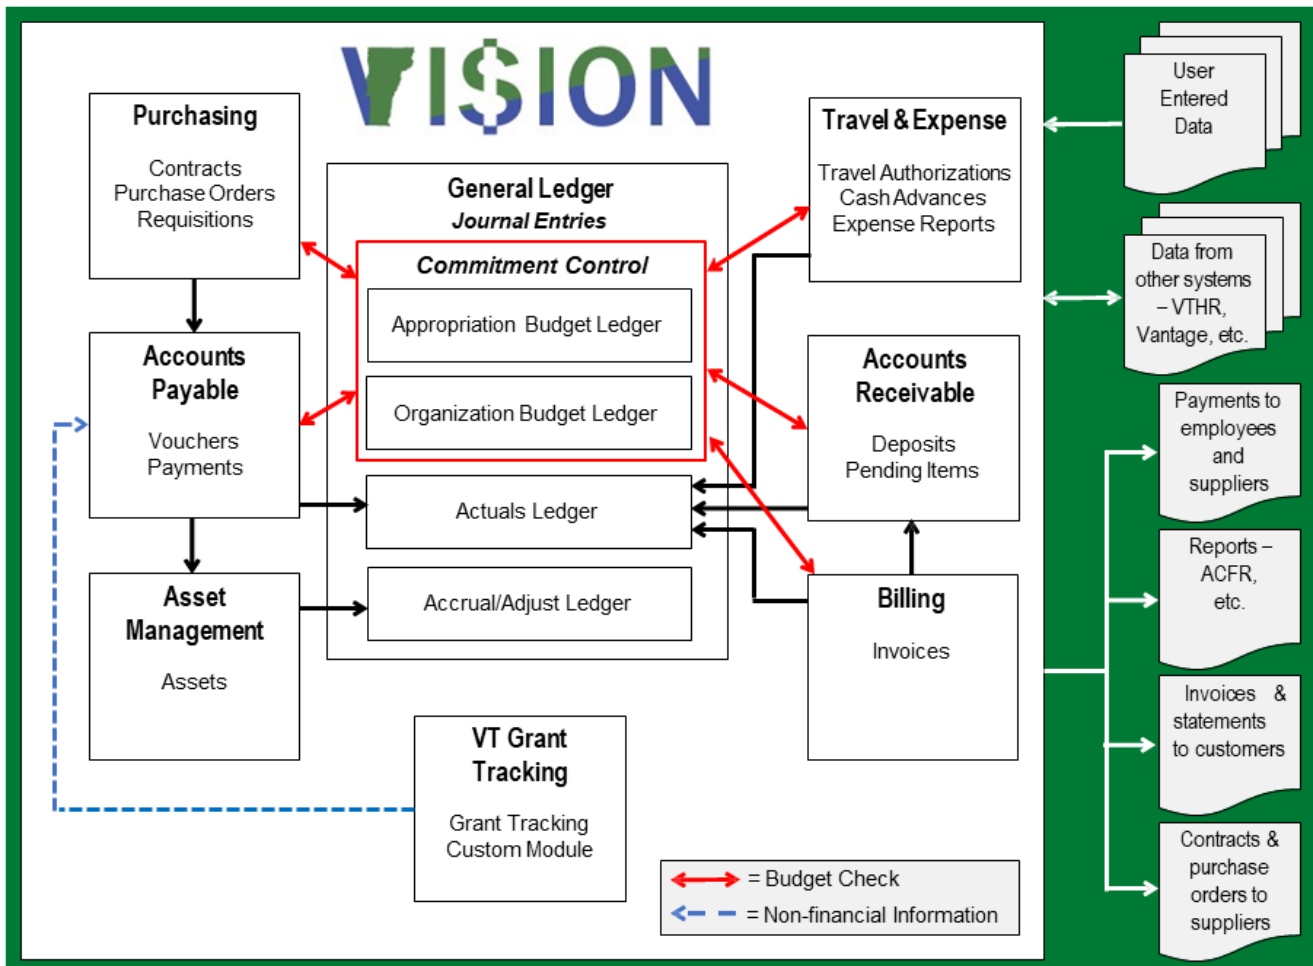 VI$ION
Purchasing
Contracts
Purchase Orders
Requisitions
General Ledger
Journal Entries
Commitment Control
Appropriation Budget Ledger
Organization Budget Ledger
Actuals Ledger
Accrual/Adjust Ledger
Travel & Expense
Travel Authorizations
Cash Advances
Expense Reports
Accounts
Payable
Vouchers
Payments
Accounts
Receivable
Deposits
Pending Items
Asset
Management
Assets
Billing
Invoices
VT Grant
Tracking
Grant Tracking
Custom Module
= Budget Check
= Non-financial Information
User
Entered
Data
Data from
other systems
– VTHR,
Vantage, etc.
Payments to
employees
and
suppliers
Reports –
ACFR,
etc.
Invoices &
statements
to customers
Contracts &
purchase
orders to
suppliers